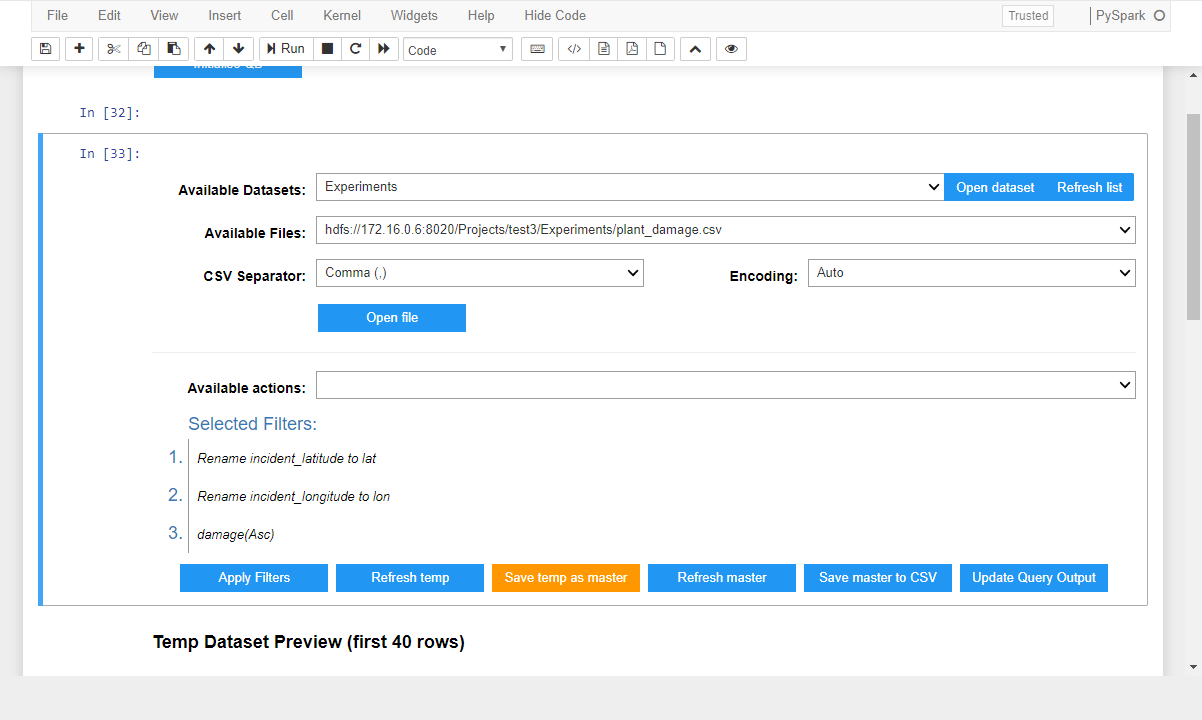 File Edit View Insert Cell Kernel Widgets Help Hide Code Trusted PySpark
Run Code
In [32]:
In [33]:
Available Datasets: Experiments Open dataset Refresh list
Available Files: hdfs://172.16.0.6:8020/Projects/test3/Experiments/plant_damage.csv
CSV Separator: Comma (,) Encoding: Auto
Open file
Available actions:
Selected Filters:
1. Rename incident_latitude to lat
2. Rename incident_longitude to lon
3. damage(Asc)
Apply Filters Refresh temp Save temp as master Refresh master Save master to CSV Update Query Output
Temp Dataset Preview (first 40 rows)